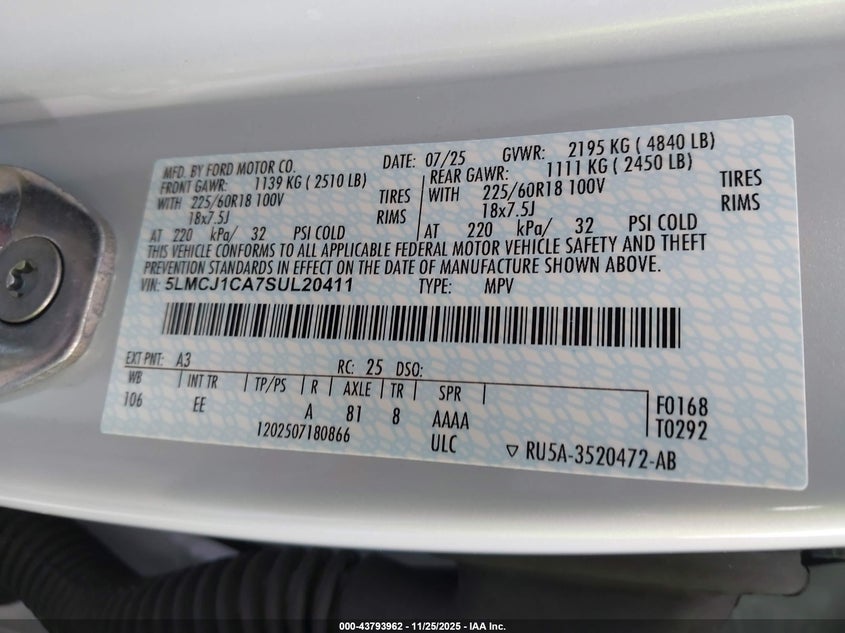 MFD. BY FORD MOTOR CO. DATE: 07/25 GVWR: 2195 KG ( 4840 LB)
FRONT GAWR: 1139 KG ( 2510 LB) REAR GAWR: 1111 KG ( 2450 LB)
WITH 225/60R18 100V TIRES WITH 225/60R18 100V TIRES
18x7.5J RIMS 18x7.5J RIMS
AT 220 kPa/ 32 PSI COLD AT 220 kPa/ 32 PSI COLD
THIS VEHICLE CONFORMS TO ALL APPLICABLE FEDERAL MOTOR VEHICLE SAFETY AND THEFT
PREVENTION STANDARDS IN EFFECT ON THE DATE OF MANUFACTURE SHOWN ABOVE.
VIN: 5LMCJ1CA7SUL20411 TYPE: MPV
EXT PNT: A3 RC: 25 DSO:
WB INT TR TP/PS R AXLE TR SPR
106 EE A 81 8 AAAA F0168
1202507180866 ULC T0292
RU5A-3520472-AB
000-43793962 - 11/25/2025 - IAA Inc.